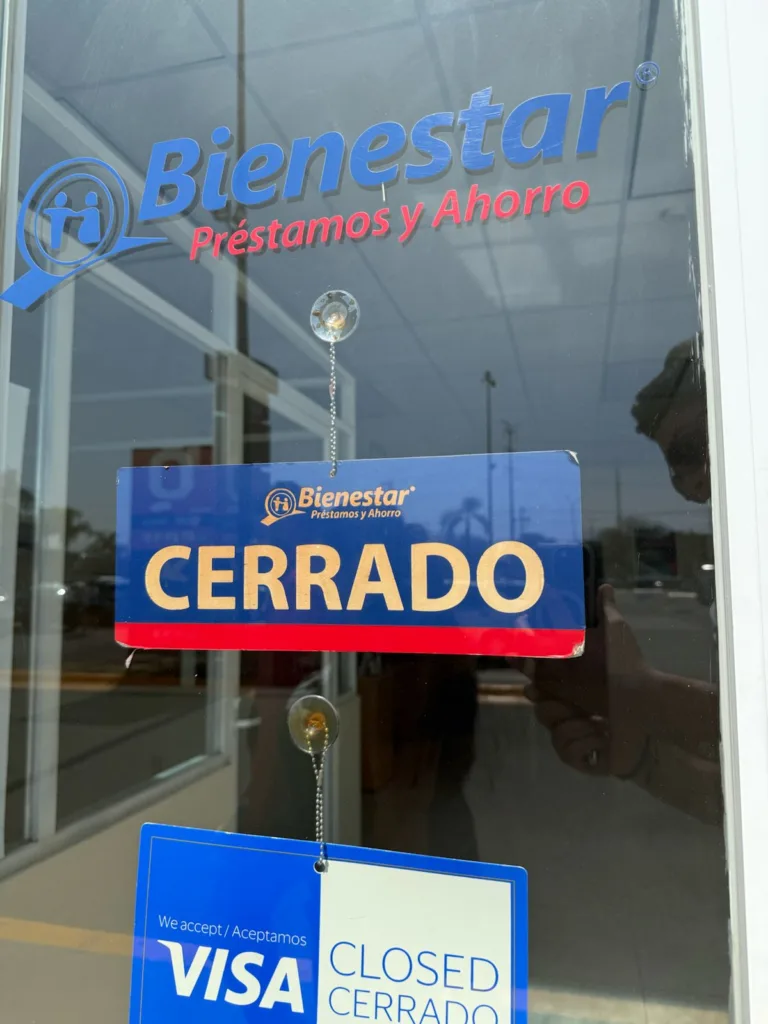 Bienestar
Préstamos y Ahorro
Bienestar
Préstamos y Ahorro
CERRADO
We accept / Aceptamos
VISA
CLOSED
CERRADO